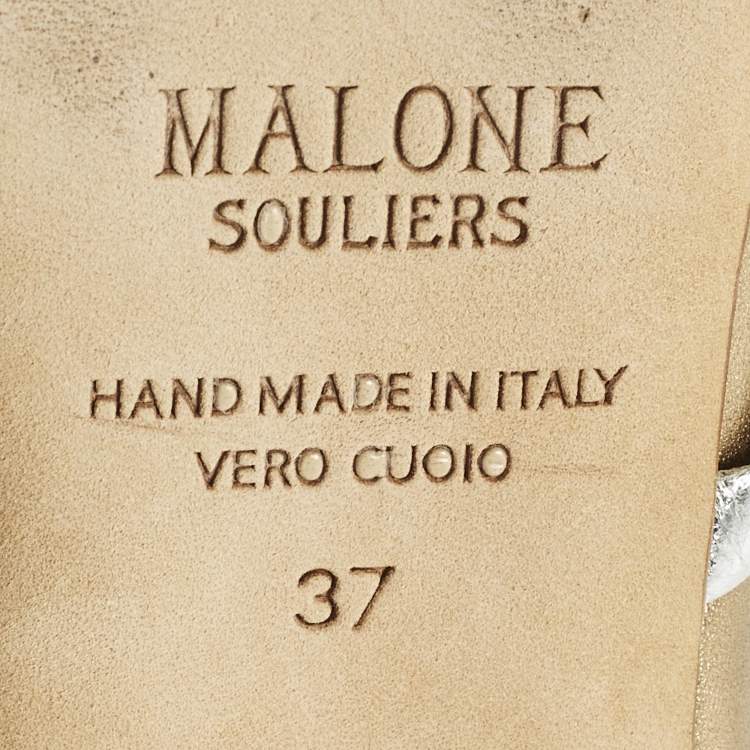 MALONE
SOULIERS
HAND MADE IN ITALY
VERO CUOIO
37